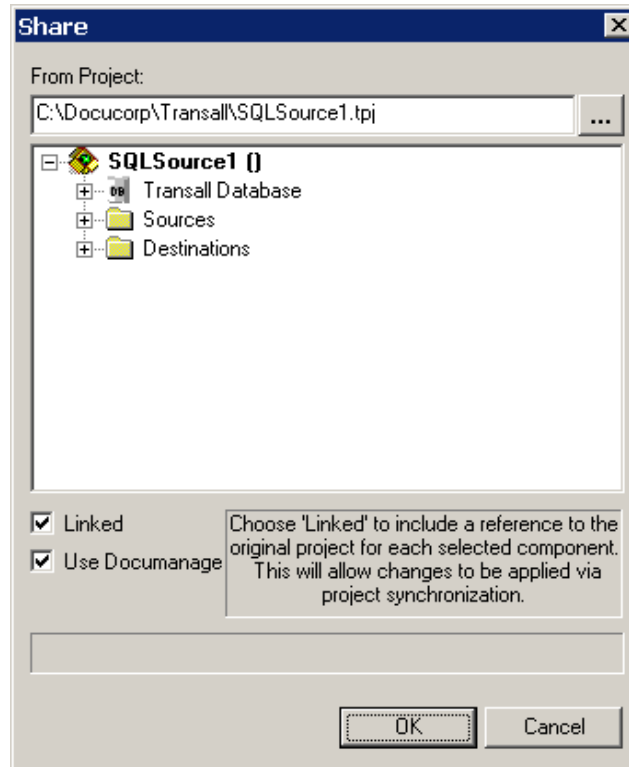 Share
From Project:
C:\Docucorp\Transall\SQLSource1.tpj
...
SQLSource1 ()
DB Transall Database
Sources
Destinations
Linked
Use Documanage
Choose 'Linked' to include a reference to the
original project for each selected component.
This will allow changes to be applied via
project synchronization.
OK
Cancel